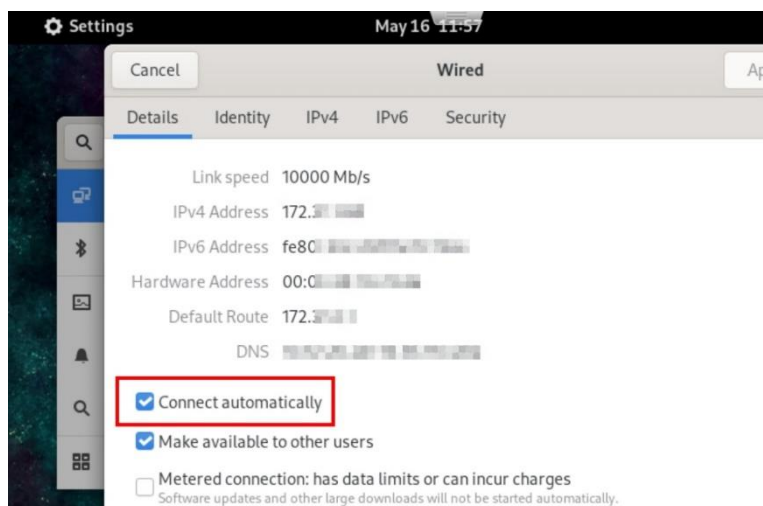 Settings
May 16 11:57
Cancel
Wired
Details
Identity
IPv4
IPv6
Security
Link speed 10000 Mb/s
IPv4 Address 172.
IPv6 Address fe80
Hardware Address 00:0
Default Route 172.
DNS
Connect automatically
Make available to other users
Metered connection: has data limits or can incur charges
Software updates and other large downloads will not be started automatically.